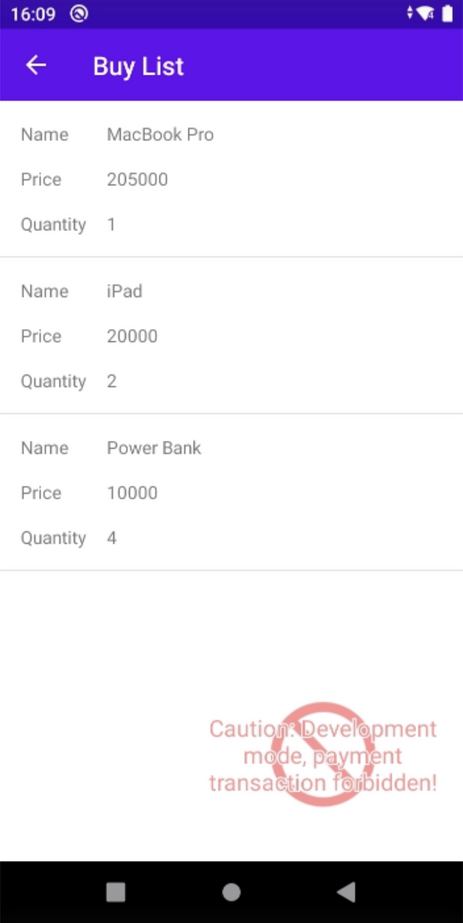 16:09
Buy List
Name MacBook Pro
Price 205000
Quantity 1
Name iPad
Price 20000
Quantity 2
Name Power Bank
Price 10000
Quantity 4
Caution: Development
mode, payment
transaction forbidden!